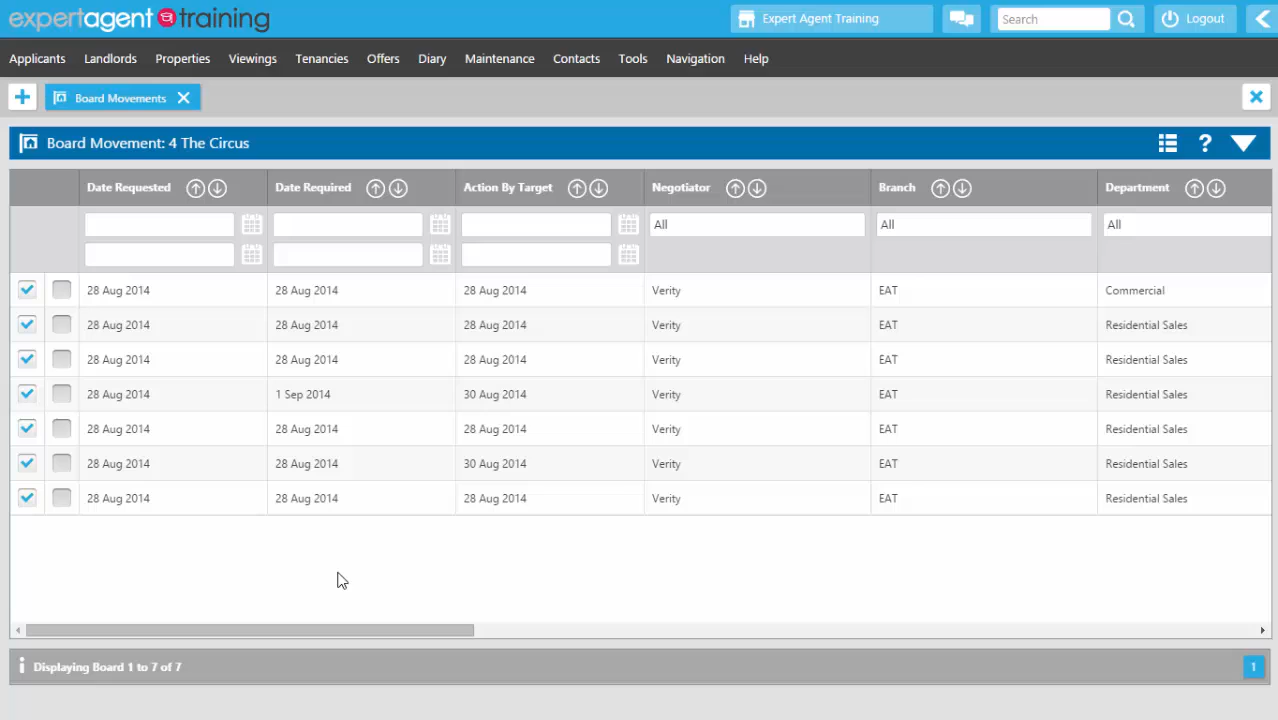 expertagent training
Expert Agent Training
Search
Logout
Applicants Landlords Properties Viewings Tenancies Offers Diary Maintenance Contacts Tools Navigation Help
+ Board Movements
Board Movement: 4 The Circus ?
Date Requested Date Required Action By Target Negotiator Branch Department
All All All
28 Aug 2014 28 Aug 2014 28 Aug 2014 Verity EAT Commercial
28 Aug 2014 28 Aug 2014 28 Aug 2014 Verity EAT Residential Sales
28 Aug 2014 28 Aug 2014 28 Aug 2014 Verity EAT Residential Sales
28 Aug 2014 1 Sep 2014 30 Aug 2014 Verity EAT Residential Sales
28 Aug 2014 28 Aug 2014 28 Aug 2014 Verity EAT Residential Sales
28 Aug 2014 28 Aug 2014 30 Aug 2014 Verity EAT Residential Sales
28 Aug 2014 28 Aug 2014 28 Aug 2014 Verity EAT Residential Sales
Displaying Board 1 to 7 of 7 1